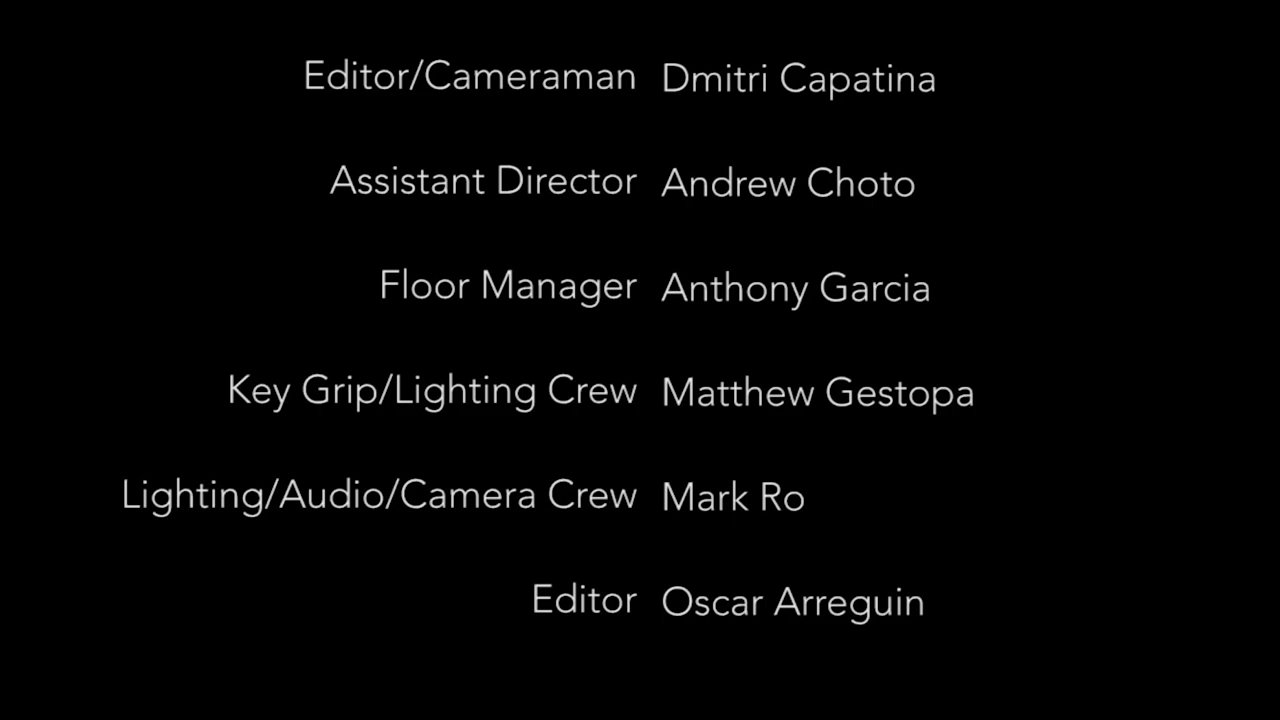 Editor/Cameraman Dmitri Capatina
Assistant Director Andrew Choto
Floor Manager Anthony Garcia
Key Grip/Lighting Crew Matthew Gestopa
Lighting/Audio/Camera Crew Mark Ro
Editor Oscar Arreguin